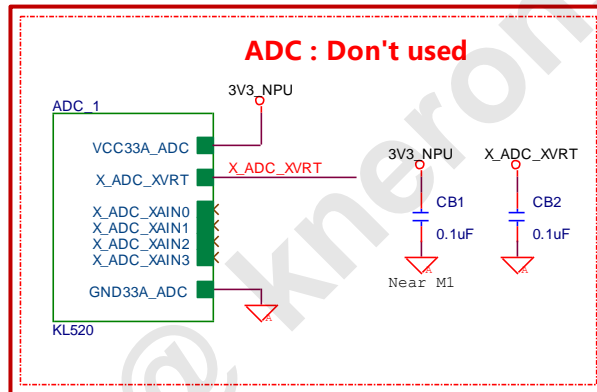 ADC : Don't used
3V3_NPU
ADC_1
VCC33A_ADC
X_ADC_XVRT
X_ADC_XVRT
X_ADC_XAIN0
X_ADC_XAIN1
X_ADC_XAIN2
X_ADC_XAIN3
GND33A_ADC
A
KL520
3V3_NPU
CB1
0.1uF
A
Near M1
X_ADC_XVRT
CB2
0.1uF
A
@ kneron